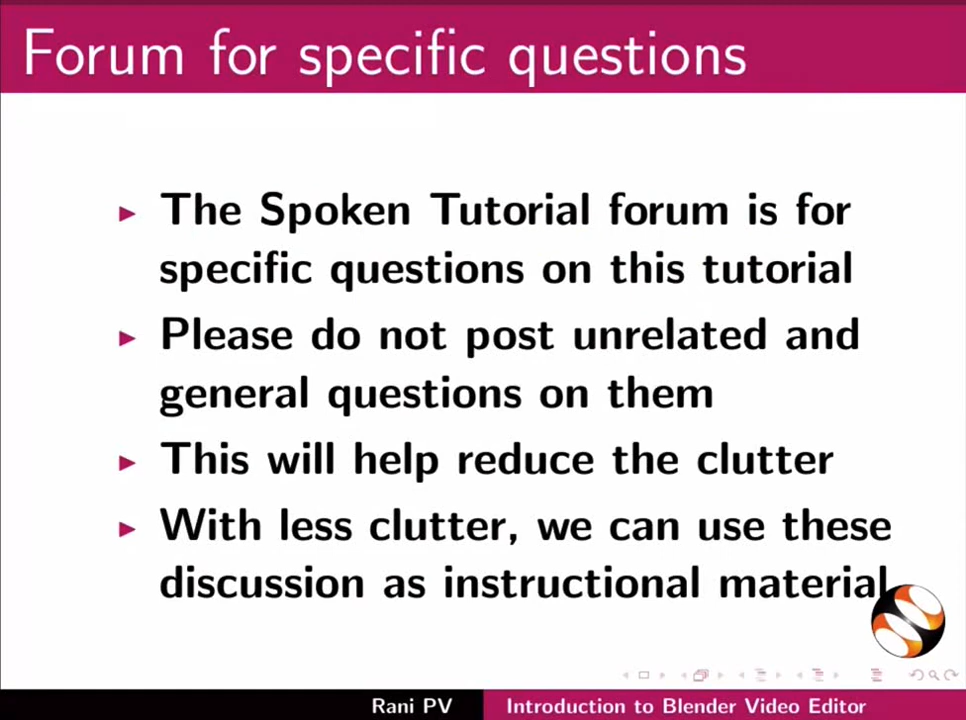 Forum for specific questions
The Spoken Tutorial forum is for
specific questions on this tutorial
Please do not post unrelated and
general questions on them
This will help reduce the clutter
With less clutter, we can use these
discussion as instructional material
Rani PV
Introduction to Blender Video Editor